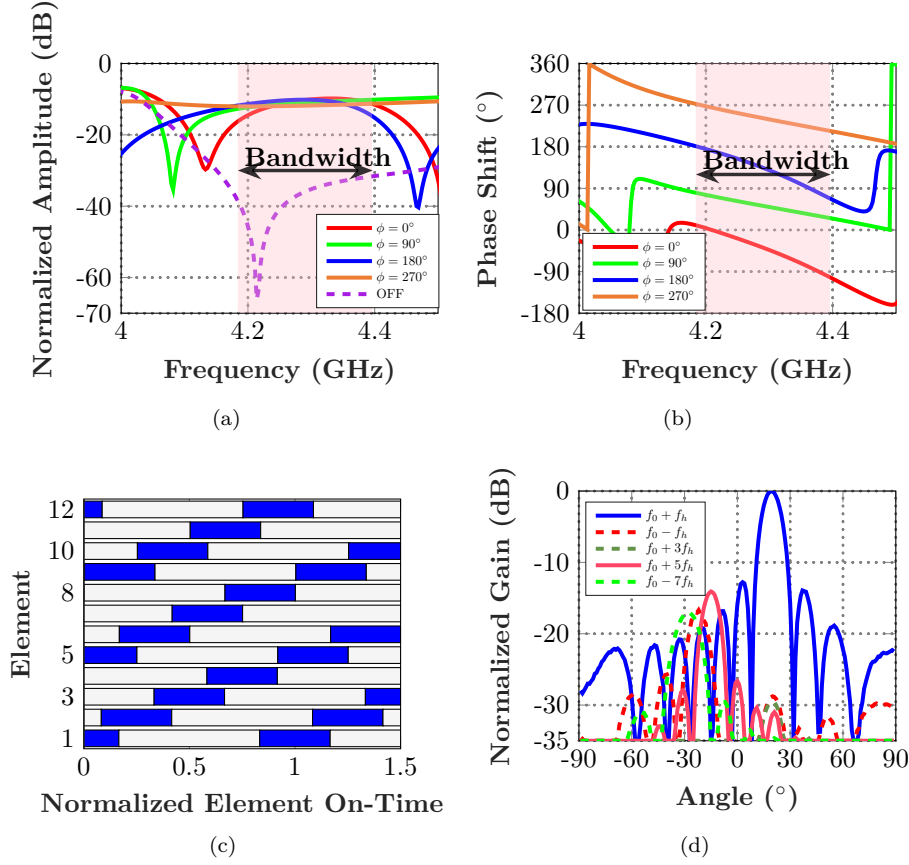 Normalized Amplitude (dB)
0
-20
-40
-60
-70
4
4.2
4.4
Frequency (GHz)
Bandwidth
ϕ = 0°
ϕ = 90°
ϕ = 180°
ϕ = 270°
OFF
(a)
Phase Shift (°)
360
270
180
90
0
-90
-180
4
4.2
4.4
Frequency (GHz)
Bandwidth
ϕ = 0°
ϕ = 90°
ϕ = 180°
ϕ = 270°
(b)
Element
12
10
8
5
3
1
0
0.5
1
1.5
Normalized Element On-Time
(c)
Normalized Gain (dB)
0
-10
-20
-30
-35
-90
-60
-30
0
30
60
90
Angle (°)
f₀ + fₕ
f₀ − fₕ
f₀ + 3fₕ
f₀ + 5fₕ
f₀ − 7fₕ
(d)